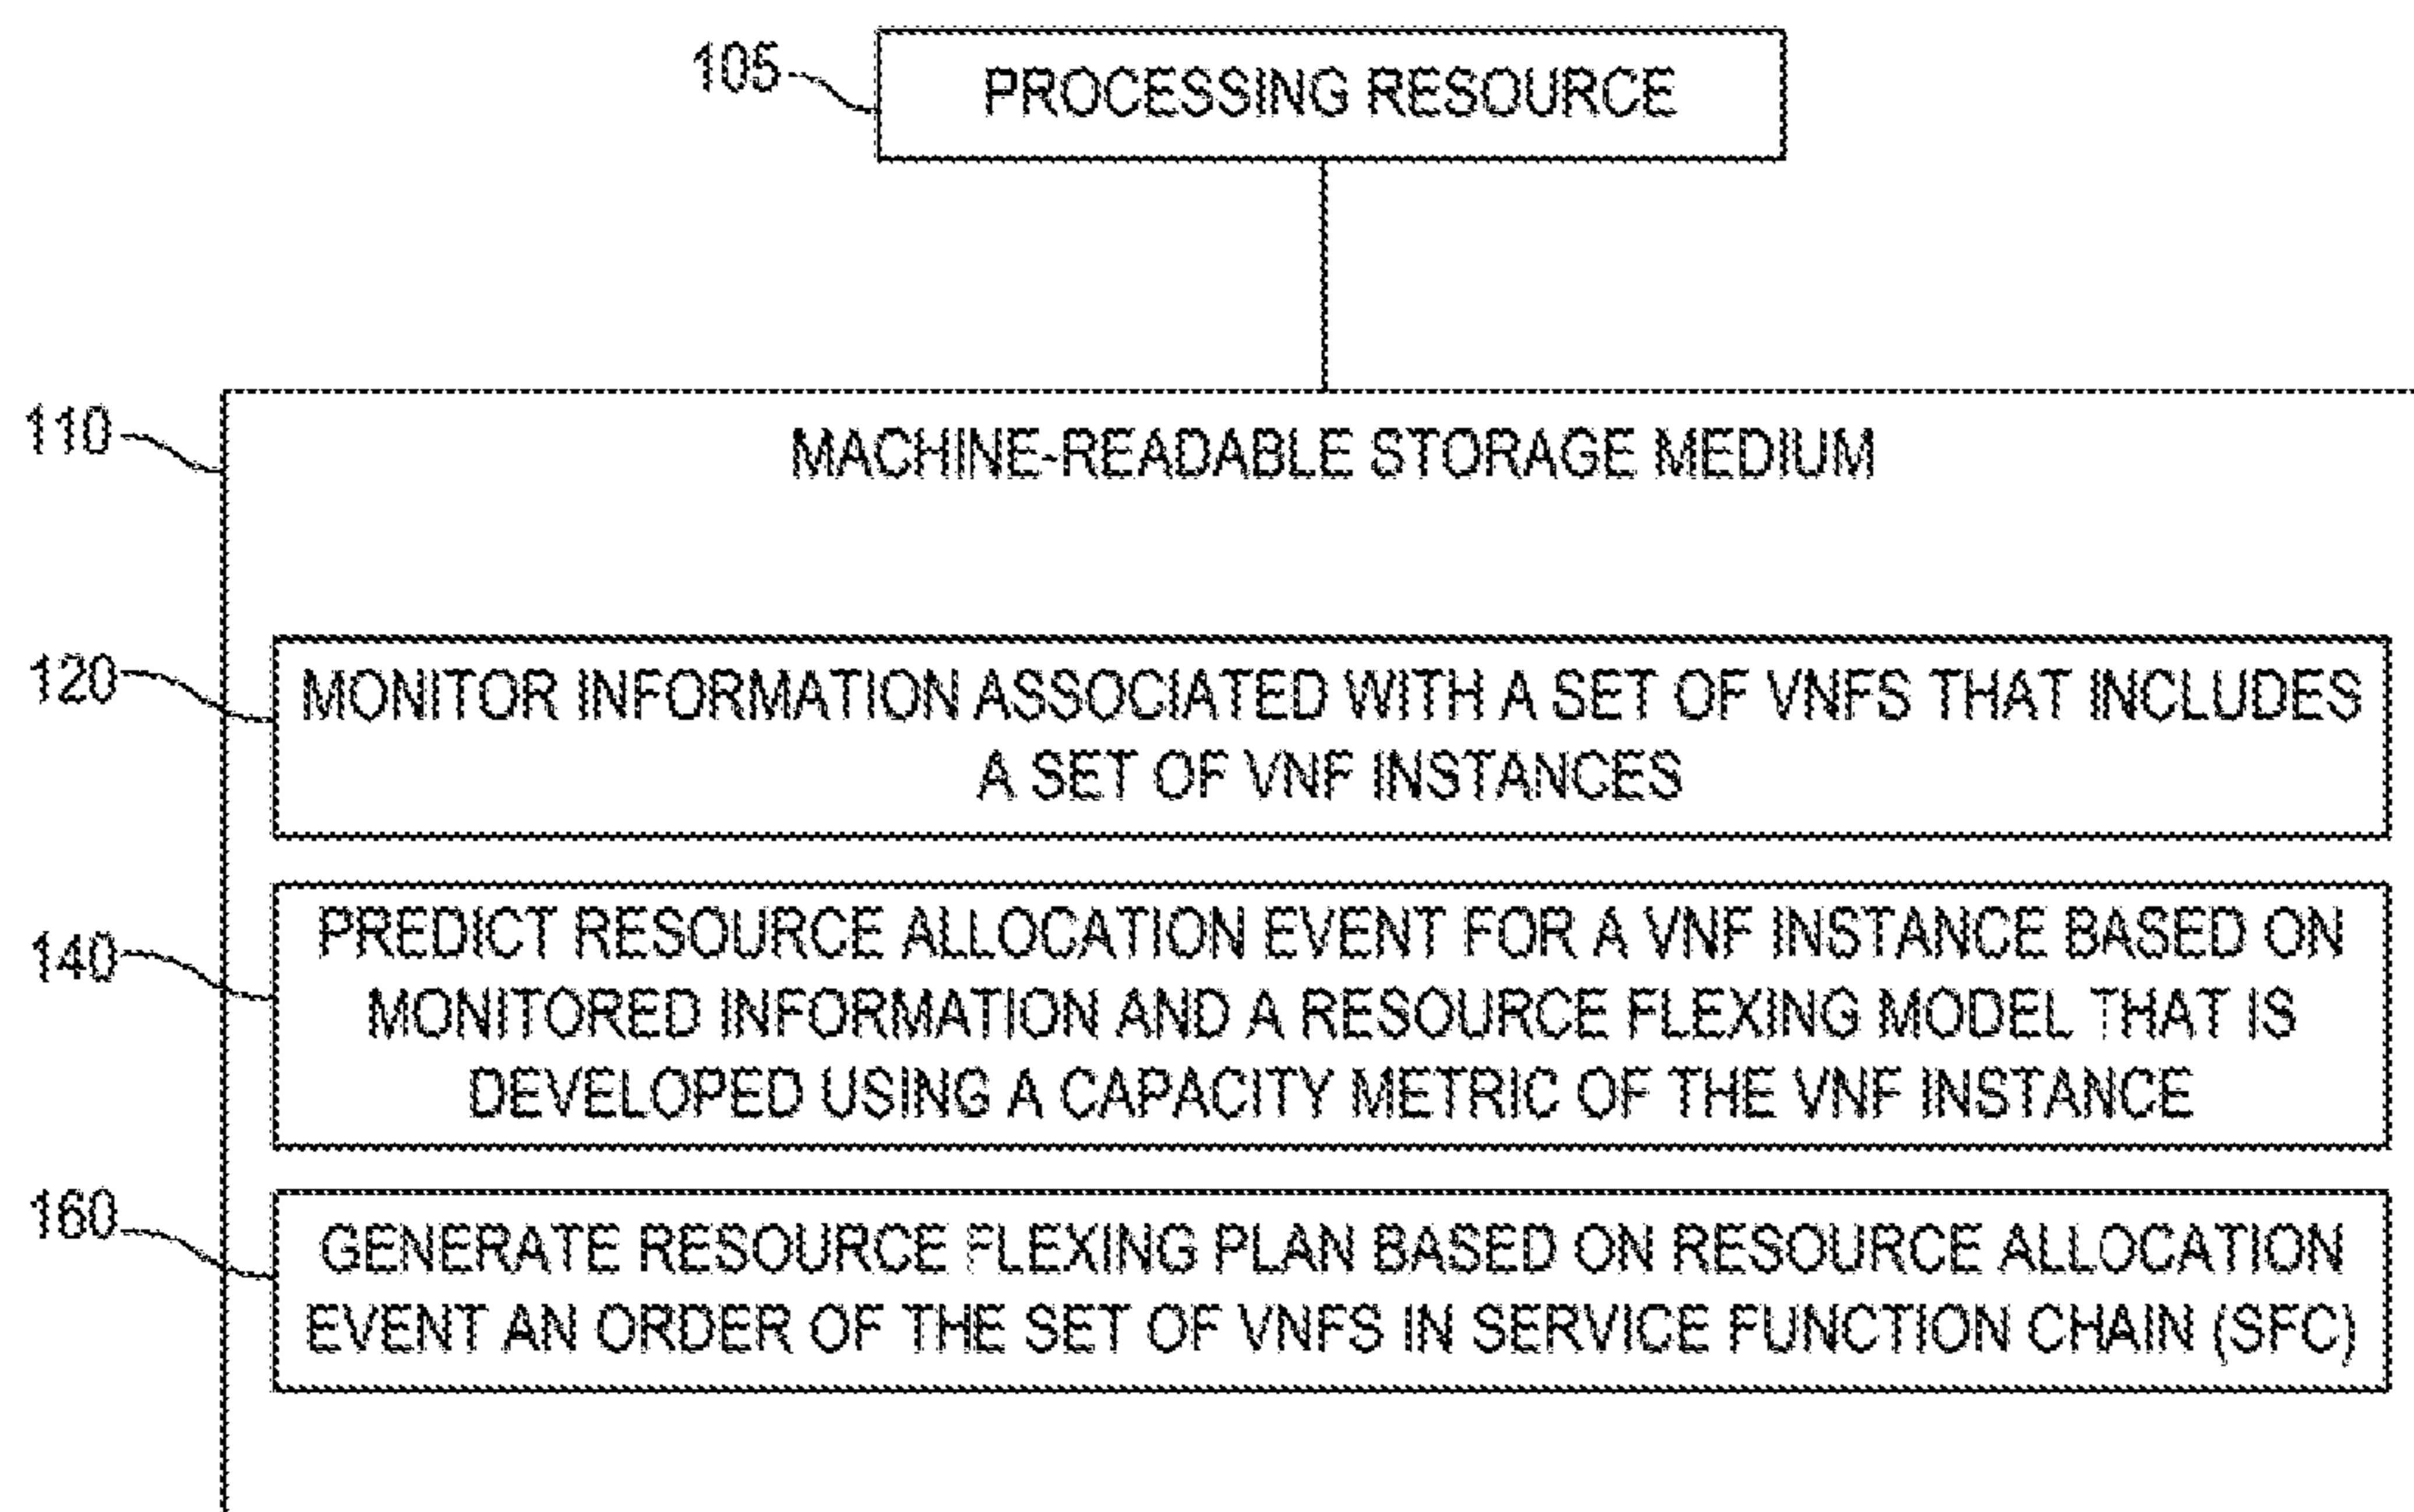 105
PROCESSING RESOURCE
110
MACHINE-READABLE STORAGE MEDIUM
120
MONITOR INFORMATION ASSOCIATED WITH A SET OF VNFS THAT INCLUDES
A SET OF VNF INSTANCES
140
PREDICT RESOURCE ALLOCATION EVENT FOR A VNF INSTANCE BASED ON
MONITORED INFORMATION AND A RESOURCE FLEXING MODEL THAT IS
DEVELOPED USING A CAPACITY METRIC OF THE VNF INSTANCE
160
GENERATE RESOURCE FLEXING PLAN BASED ON RESOURCE ALLOCATION
EVENT AN ORDER OF THE SET OF VNFS IN SERVICE FUNCTION CHAIN (SFC)